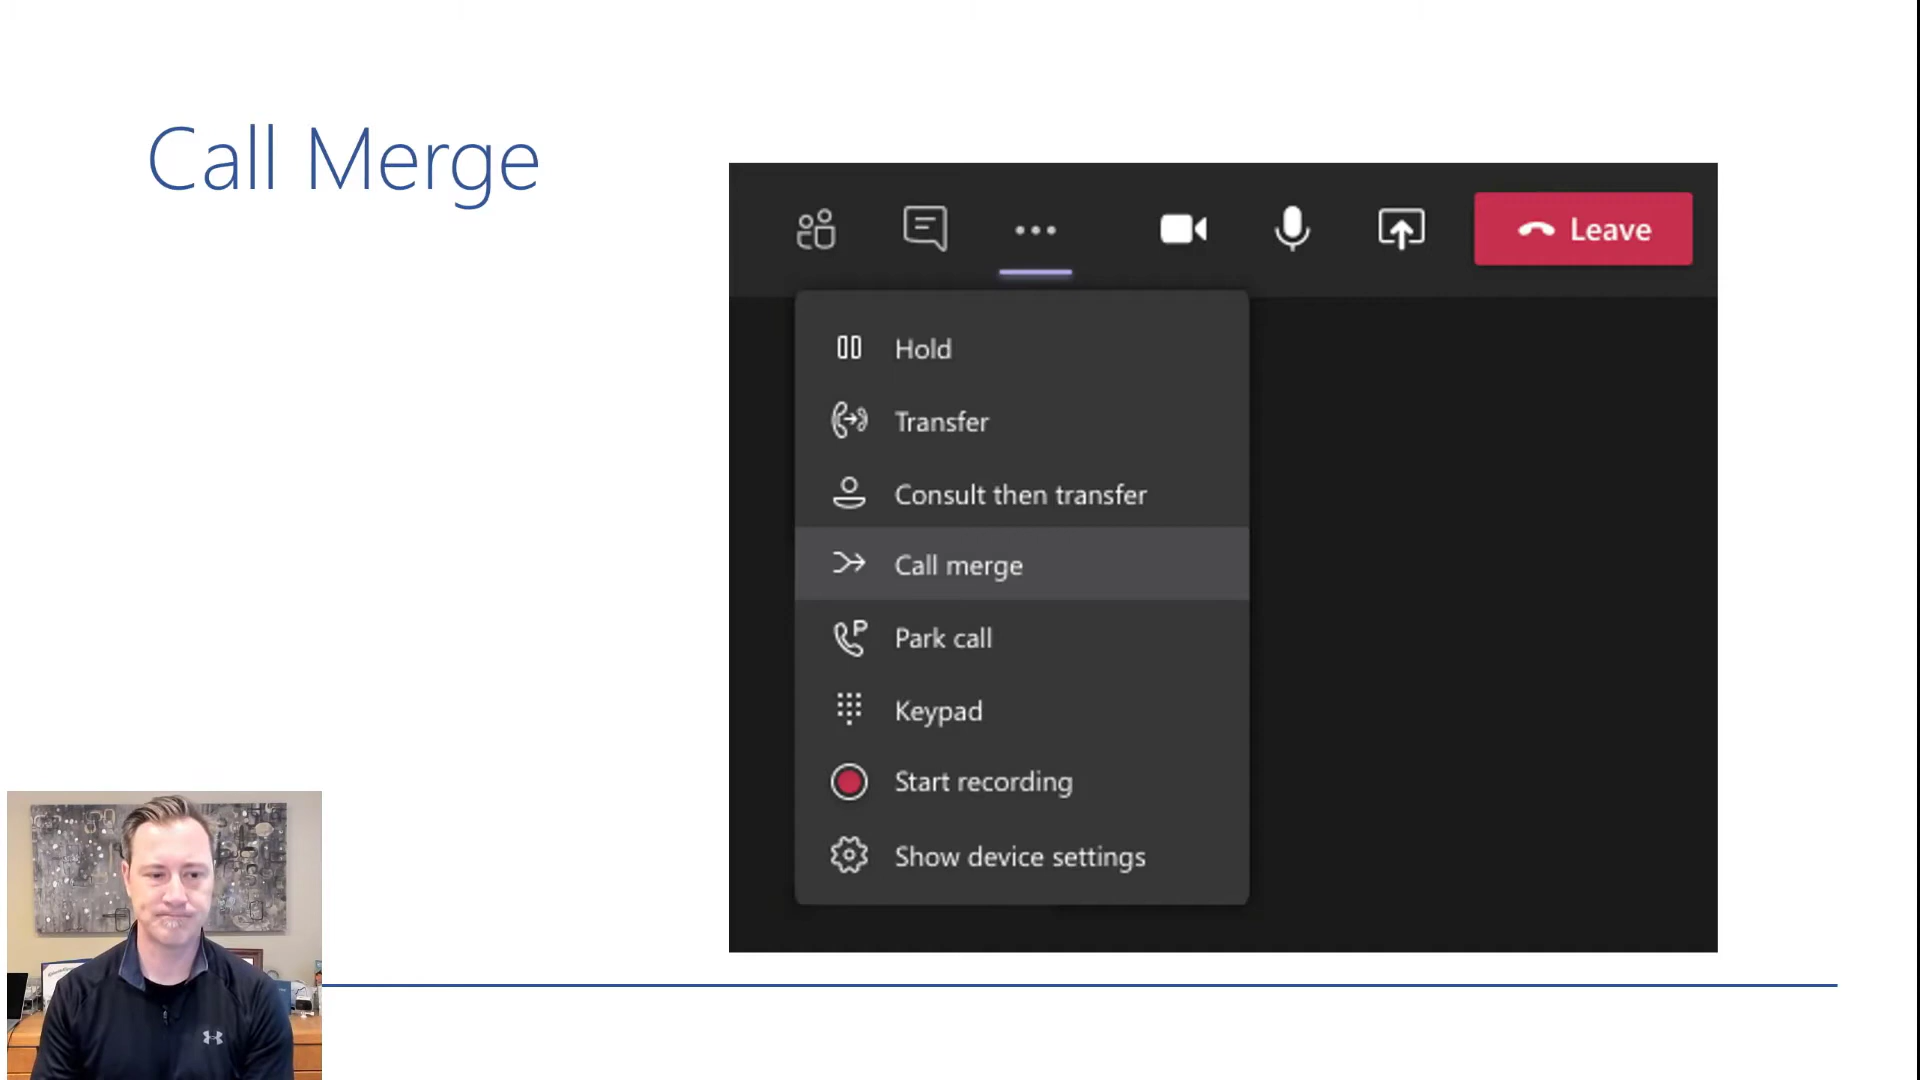 Call Merge
Leave
Hold
Transfer
Consult then transfer
Call merge
Park call
Keypad
Start recording
Show device settings